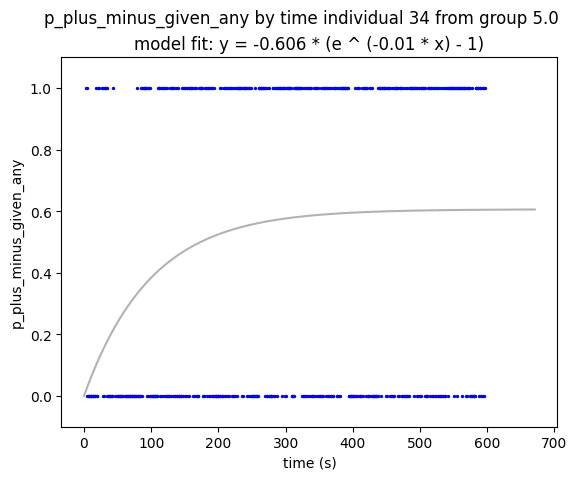 p_plus_minus_given_any by time individual 34 from group 5.0
model fit: y = -0.606 * (e ^ (-0.01 * x) - 1)
p_plus_minus_given_any
1.0
0.8
0.6
0.4
0.2
0.0
0 100 200 300 400 500 600 700
time (s)